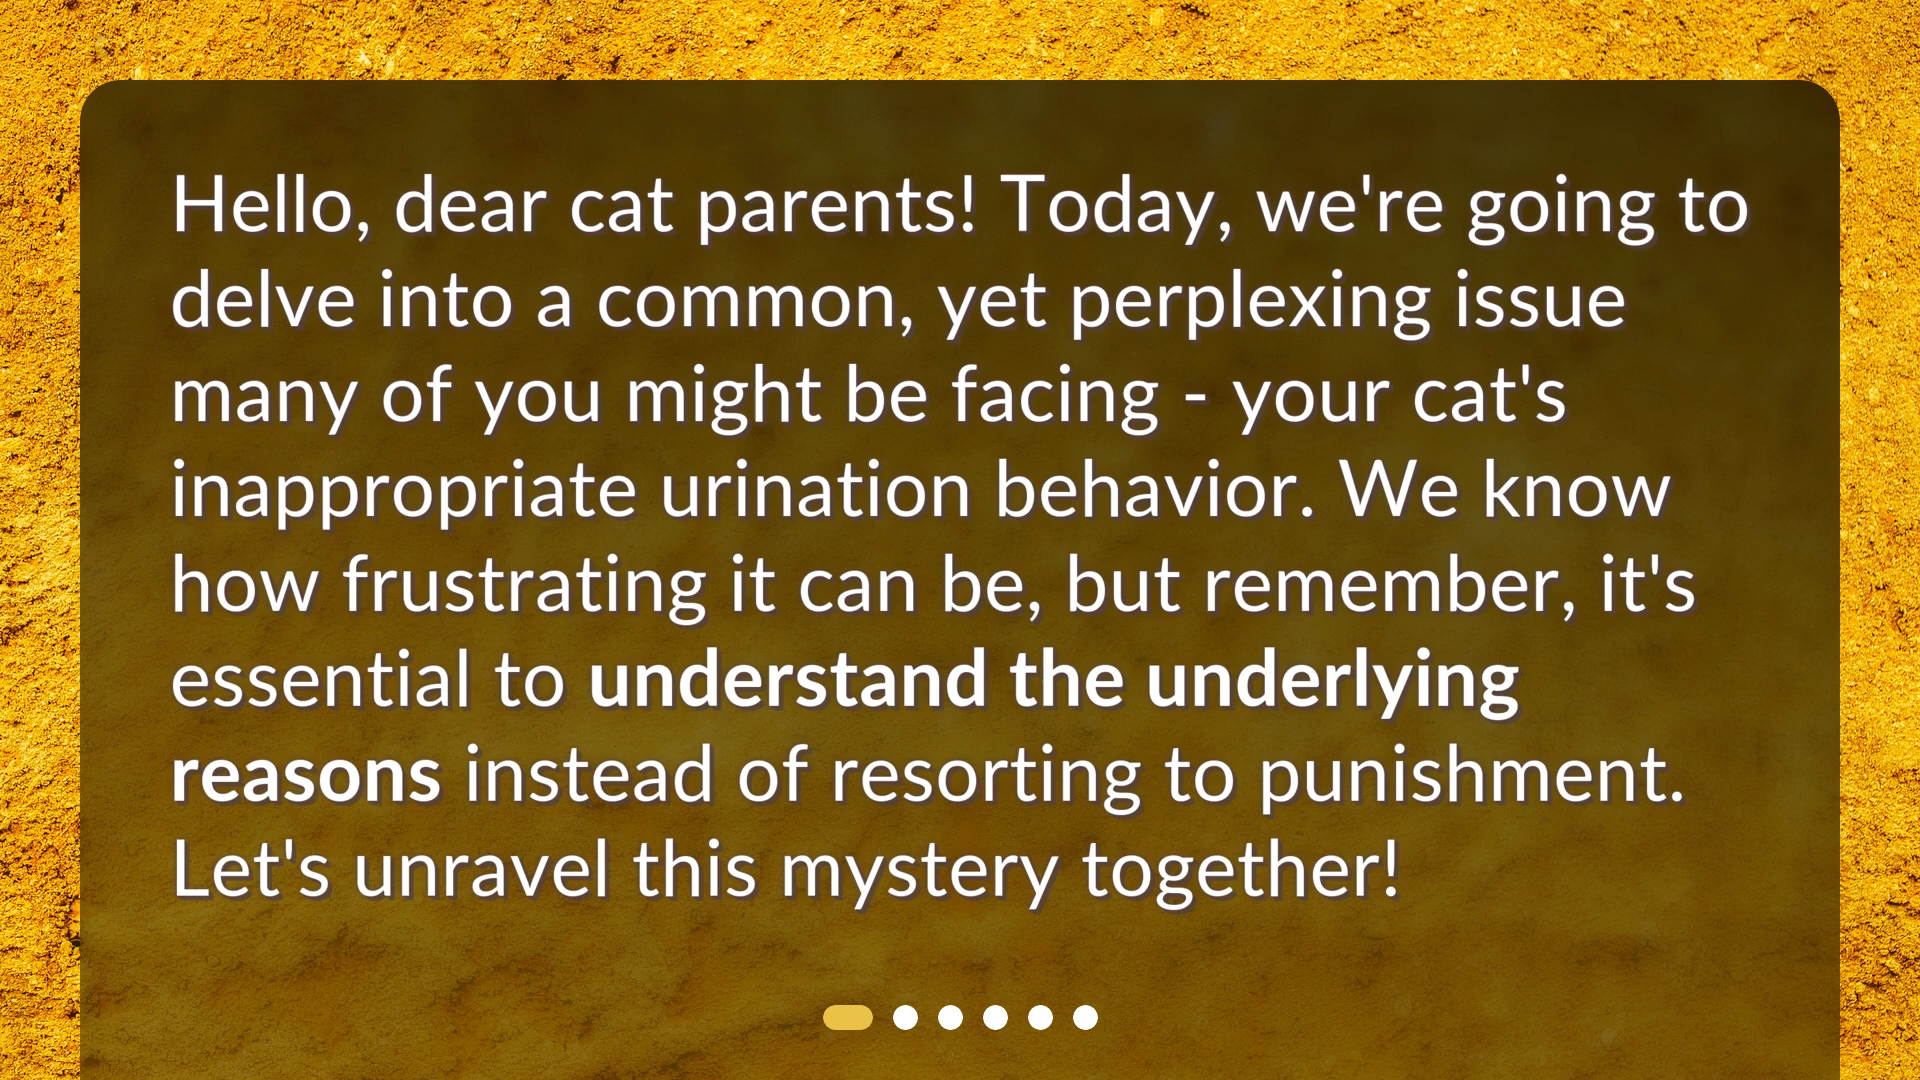 Hello, dear cat parents! Today, we're going to
delve into a common, yet perplexing issue
many of you might be facing - your cat's
inappropriate urination behavior. We know
how frustrating it can be, but remember, it's
essential to understand the underlying
reasons instead of resorting to punishment.
Let's unravel this mystery together!